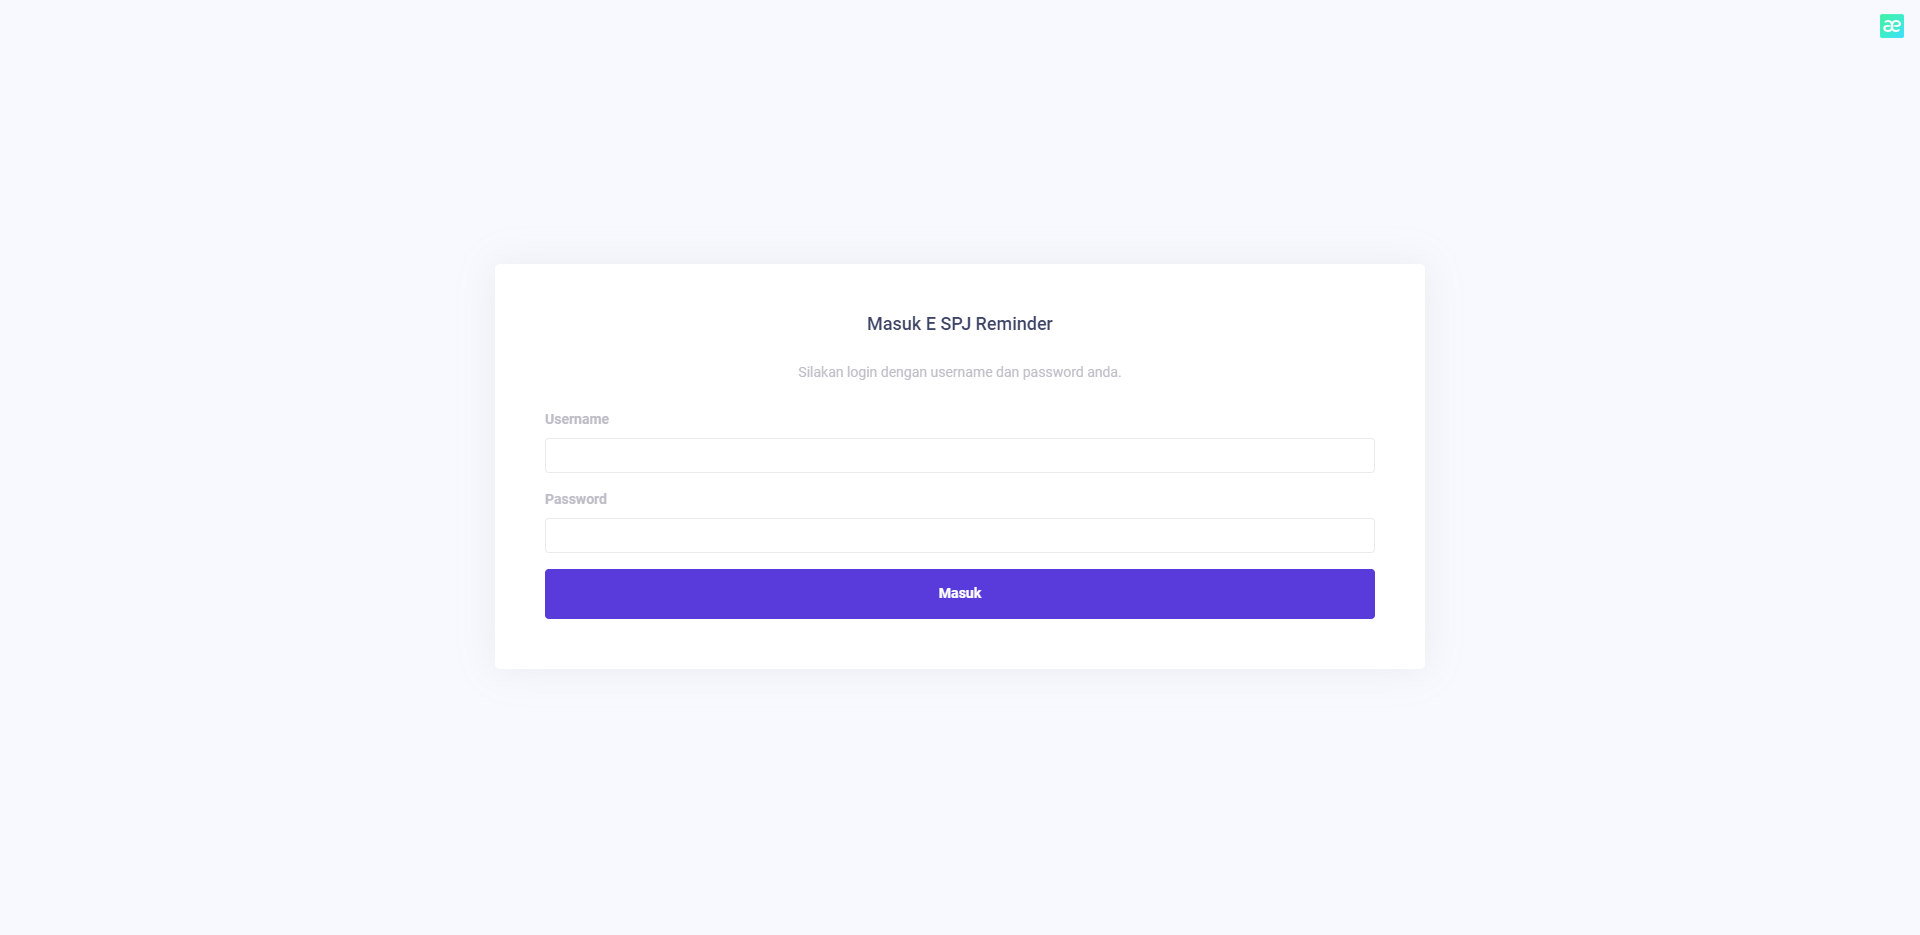 æ
Masuk E SPJ Reminder
Silakan login dengan username dan password anda.
Username
Password
Masuk